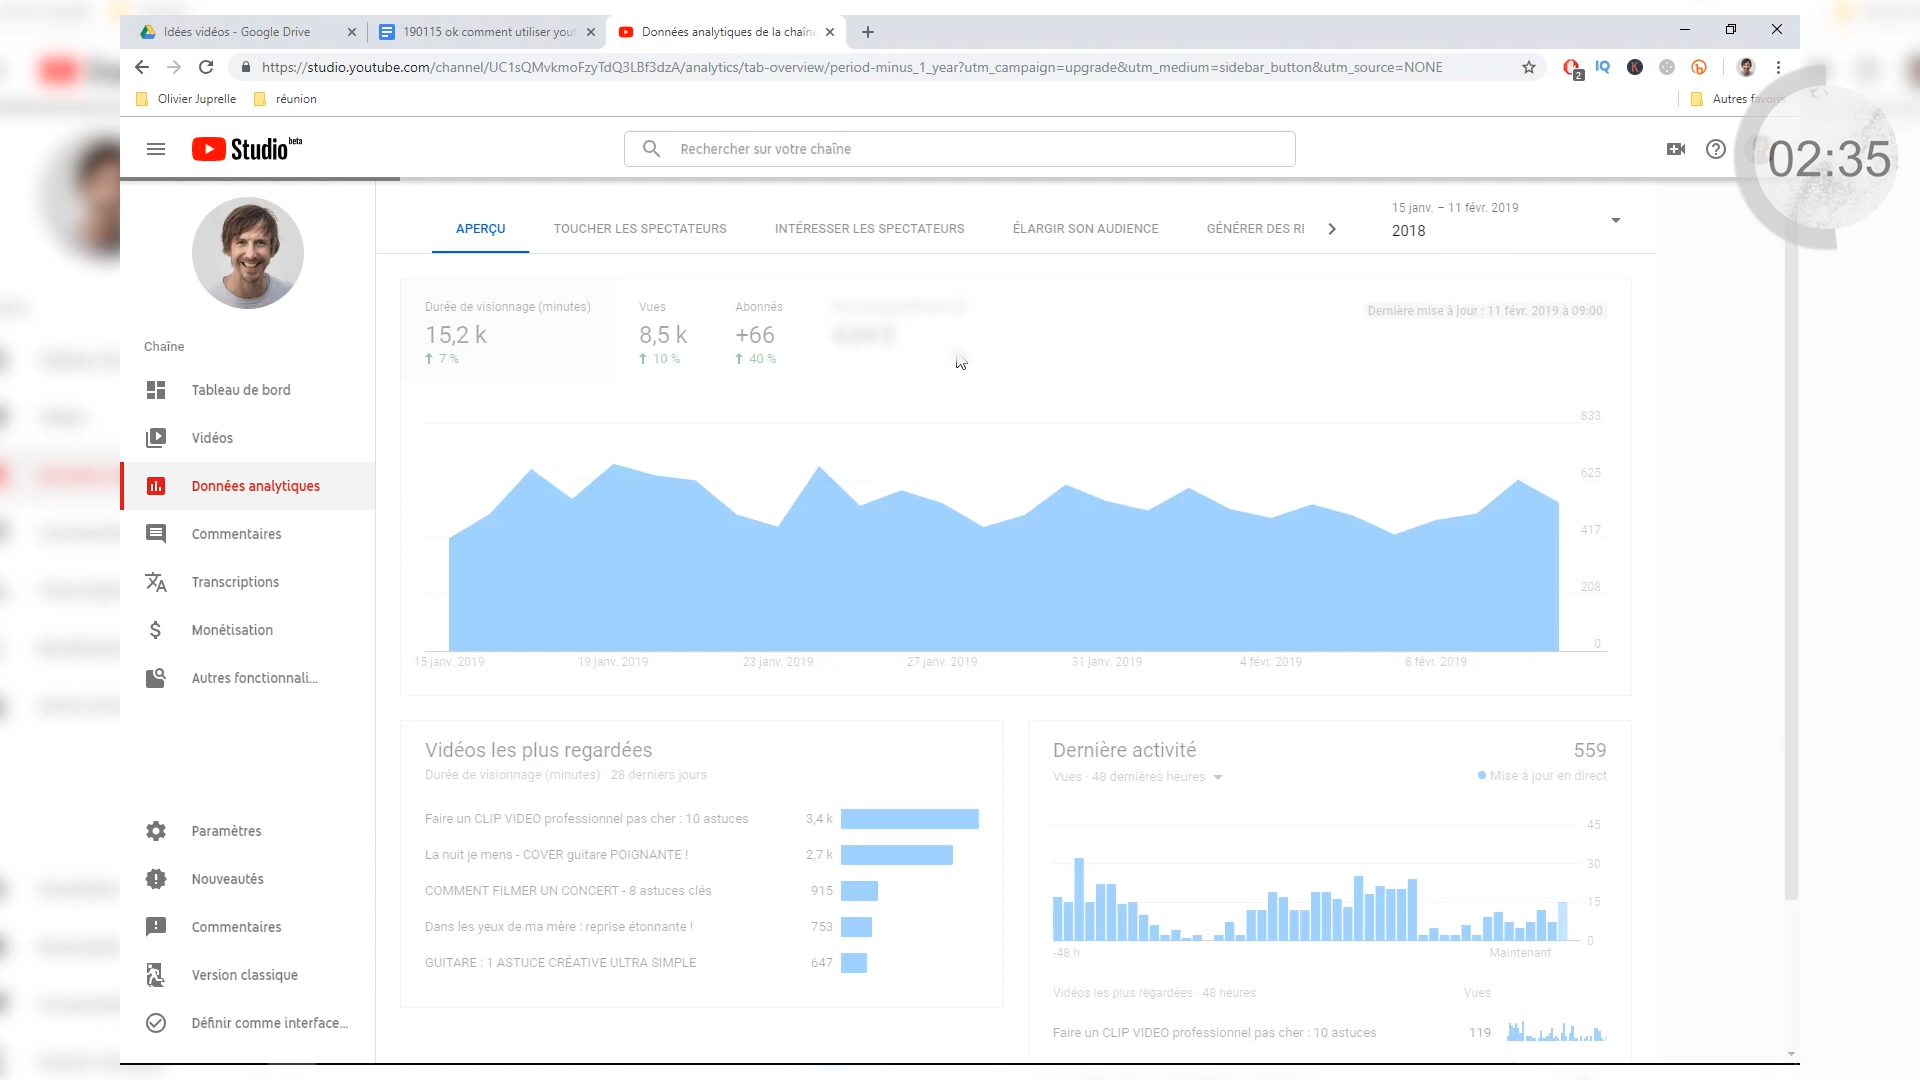 Idées vidéos - Google Drive
190115 ok comment utiliser yout
Données analytiques de la chaîne
https://studio.youtube.com/channel/UC1sQMvkmoFzyTdQ3LBf3dzA/analytics/tab-overview/period-minus_1_year?utm_campaign=upgrade&utm_medium=sidebar_button&utm_source=NONE
2
IQ
K
Olivier Juprelle
réunion
Autres favoris
Studio beta
Rechercher sur votre chaîne
02:35
APERÇU
TOUCHER LES SPECTATEURS
INTÉRESSER LES SPECTATEURS
ÉLARGIR SON AUDIENCE
GÉNÉRER DES RE
15 janv. – 11 févr. 2019
2018
Durée de visionnage (minutes)
15,2 k
7 %
Vues
8,5 k
10 %
Abonnés
+66
40 %
Dernière mise à jour : 11 févr. 2019 à 09:00
Chaîne
Tableau de bord
Vidéos
Données analytiques
Commentaires
Transcriptions
Monétisation
Autres fonctionnali...
Paramètres
Nouveautés
Commentaires
Version classique
Définir comme interface...
833
625
417
208
0
15 janv. 2019
19 janv. 2019
23 janv. 2019
27 janv. 2019
31 janv. 2019
4 févr. 2019
8 févr. 2019
Vidéos les plus regardées
Durée de visionnage (minutes) · 28 derniers jours
Faire un CLIP VIDEO professionnel pas cher : 10 astuces 3,4 k
La nuit je mens - COVER guitare POIGNANTE ! 2,7 k
COMMENT FILMER UN CONCERT - 8 astuces clés 915
Dans les yeux de ma mère : reprise étonnante ! 753
GUITARE : 1 ASTUCE CRÉATIVE ULTRA SIMPLE 647
Dernière activité
559
Vues · 48 dernières heures
Mise à jour en direct
45
30
15
0
-48 h
Maintenant
Vidéos les plus regardées · 48 heures
Vues
Faire un CLIP VIDEO professionnel pas cher : 10 astuces 119